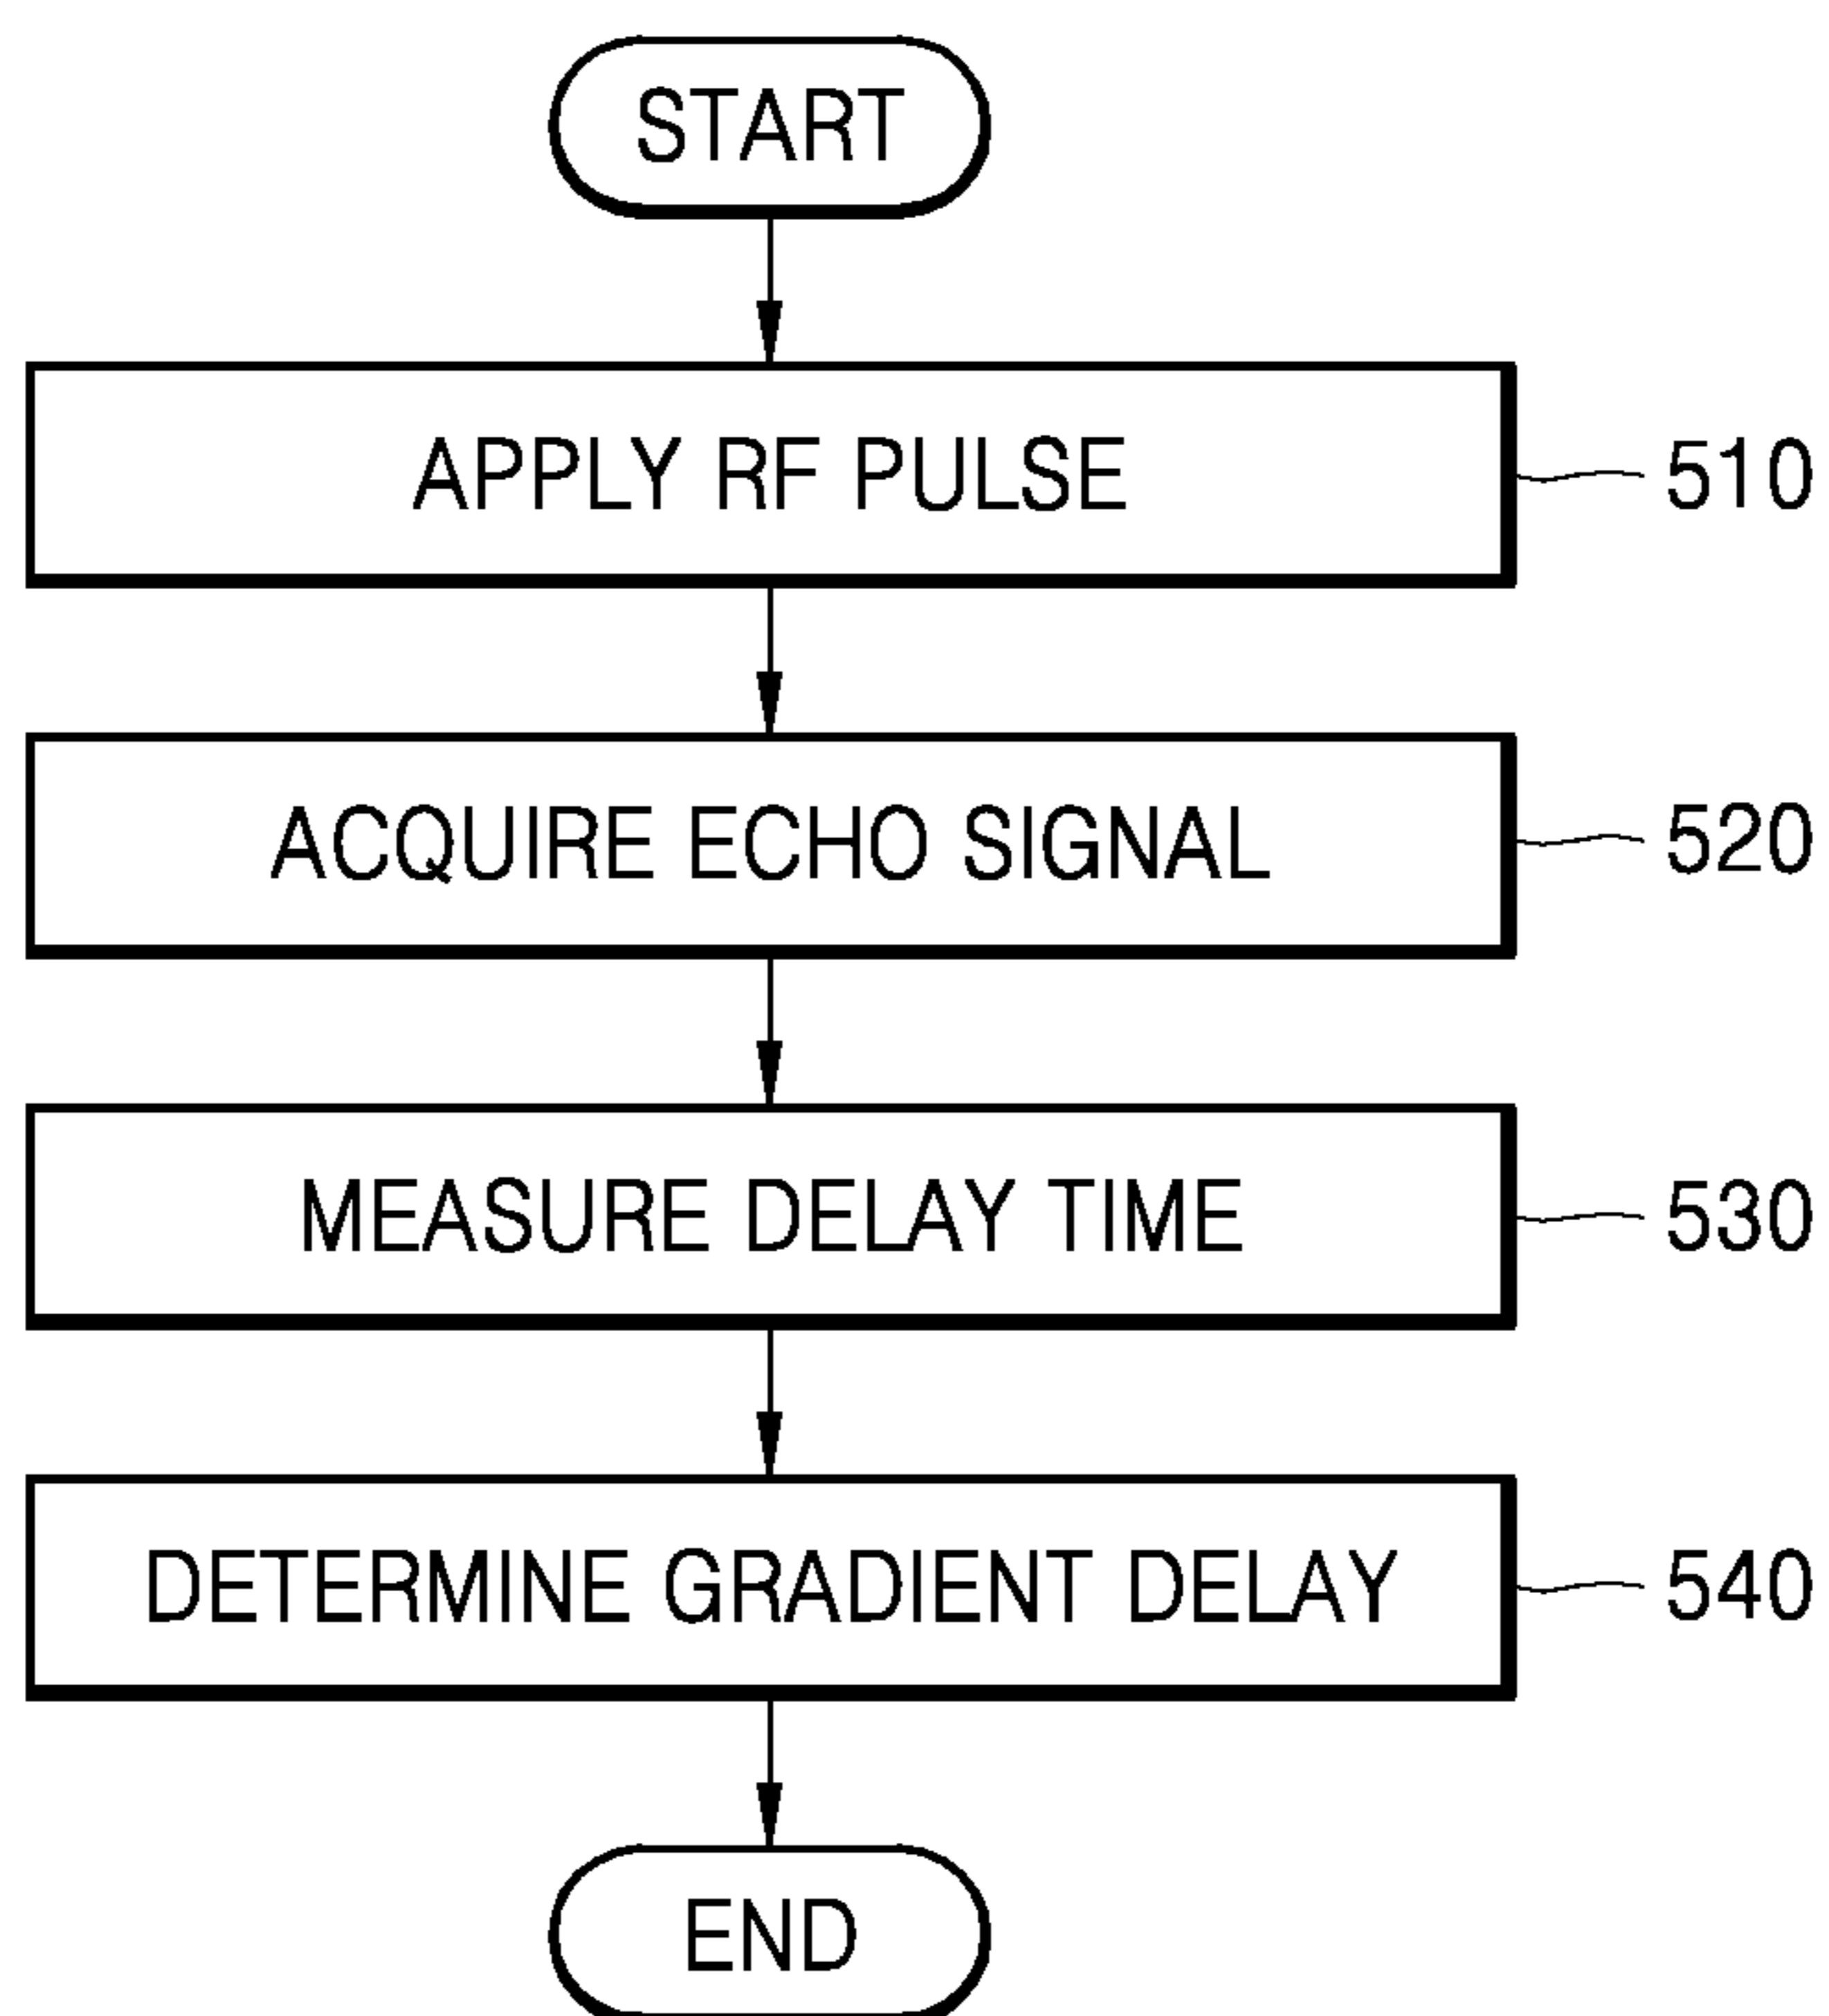 START
APPLY RF PULSE
510
ACQUIRE ECHO SIGNAL
520
MEASURE DELAY TIME
530
DETERMINE GRADIENT DELAY
540
END